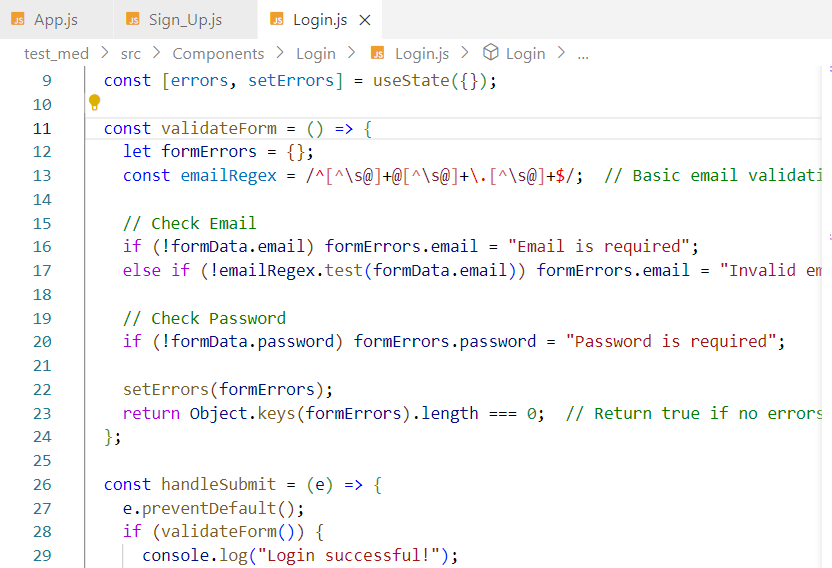 App.js Sign_Up.js Login.js
test_med > src > Components > Login > Login.js > Login > ...
9 const [errors, setErrors] = useState({});
10
11 const validateForm = () => {
12 let formErrors = {};
13 const emailRegex = /^[^\s@]+@[^\s@]+\.[^\s@]+$/; // Basic email validati
14
15 // Check Email
16 if (!formData.email) formErrors.email = "Email is required";
17 else if (!emailRegex.test(formData.email)) formErrors.email = "Invalid em
18
19 // Check Password
20 if (!formData.password) formErrors.password = "Password is required";
21
22 setErrors(formErrors);
23 return Object.keys(formErrors).length === 0; // Return true if no errors
24 };
25
26 const handleSubmit = (e) => {
27 e.preventDefault();
28 if (validateForm()) {
29 console.log("Login successful!");